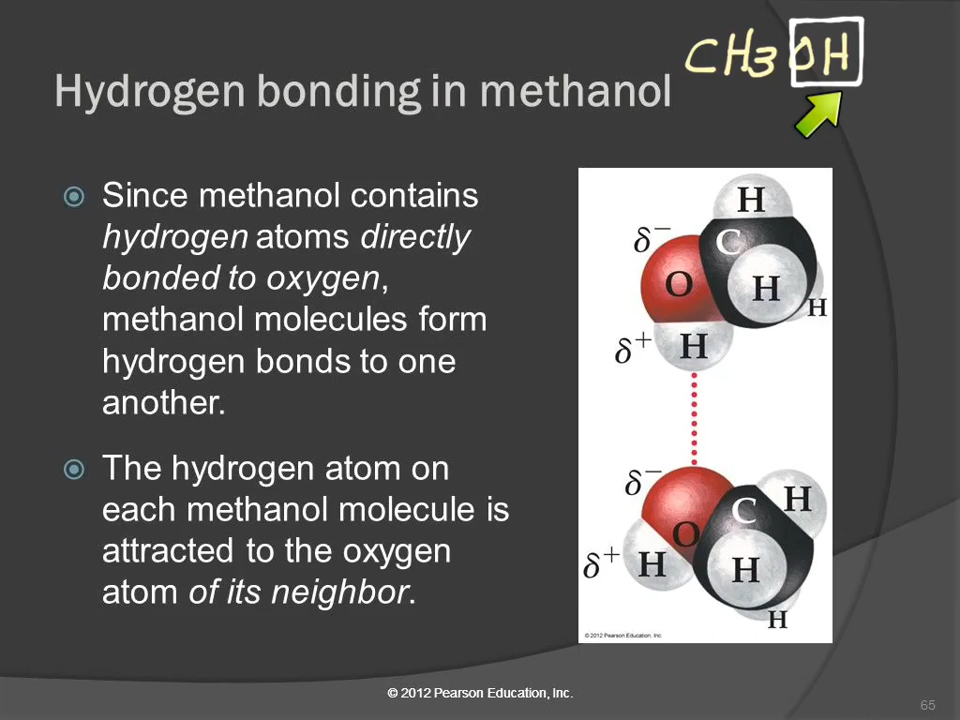 CH3OH
Hydrogen bonding in methanol
Since methanol contains
hydrogen atoms directly
bonded to oxygen,
methanol molecules form
hydrogen bonds to one
another.
The hydrogen atom on
each methanol molecule is
attracted to the oxygen
atom of its neighbor.
H
δ− C
O H H
δ+ H
δ− C H
O
δ+ H H
H
© 2012 Pearson Education, Inc.
© 2012 Pearson Education, Inc.
65